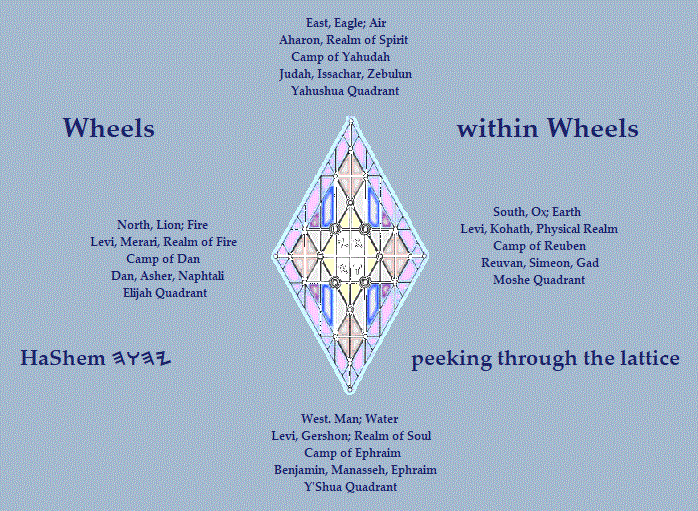 East, Eagle; Air
Aharon, Realm of Spirit
Camp of Yahudah
Judah, Issachar, Zebulun
Yahushua Quadrant
Wheels
within Wheels
North, Lion; Fire
Levi, Merari, Realm of Fire
Camp of Dan
Dan, Asher, Naphtali
Elijah Quadrant
South, Ox; Earth
Levi, Kohath, Physical Realm
Camp of Reuben
Reuvan, Simeon, Gad
Moshe Quadrant
HaShem 𐤉𐤄𐤅𐤄
peeking through the lattice
West. Man; Water
Levi, Gershon; Realm of Soul
Camp of Ephraim
Benjamin, Manasseh, Ephraim
Y'Shua Quadrant